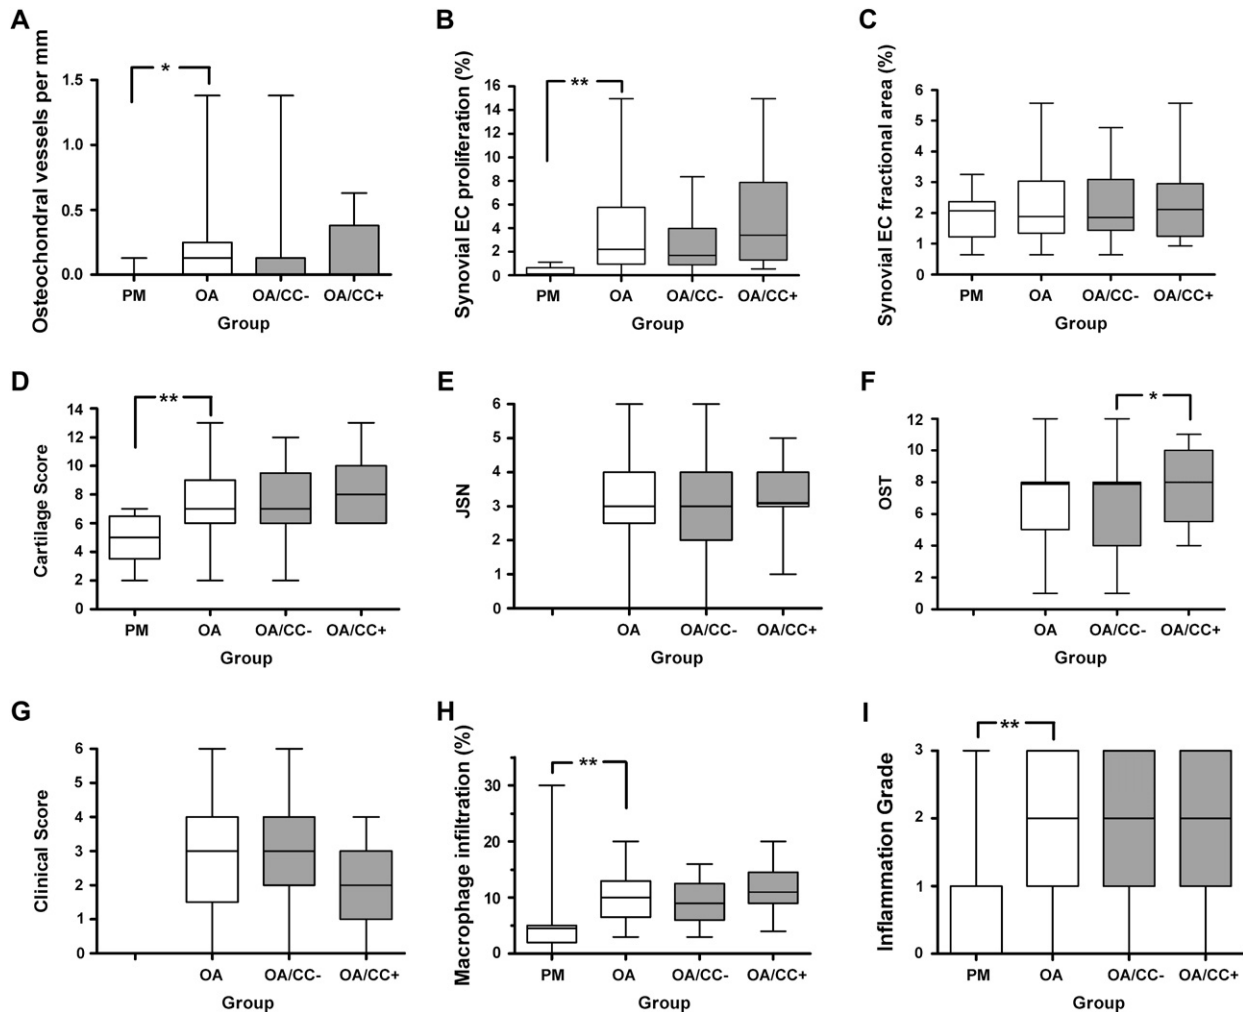 A
Osteochondral vessels per mm
*
1.5
1.0
0.5
0.0
PM OA OA/CC- OA/CC+
Group
B
Synovial EC proliferation (%)
**
16
14
12
10
8
6
4
2
0
PM OA OA/CC- OA/CC+
Group
C
Synovial EC fractional area (%)
6
5
4
3
2
1
0
PM OA OA/CC- OA/CC+
Group
D
Cartilage Score
**
14
12
10
8
6
4
2
0
PM OA OA/CC- OA/CC+
Group
E
JSN
6
5
4
3
2
1
0
OA OA/CC- OA/CC+
Group
F
OST
*
12
10
8
6
4
2
0
OA OA/CC- OA/CC+
Group
G
Clinical Score
6
5
4
3
2
1
0
OA OA/CC- OA/CC+
Group
H
Macrophage infiltration (%)
**
30
20
10
0
PM OA OA/CC- OA/CC+
Group
I
Inflammation Grade
**
3
2
1
0
PM OA OA/CC- OA/CC+
Group